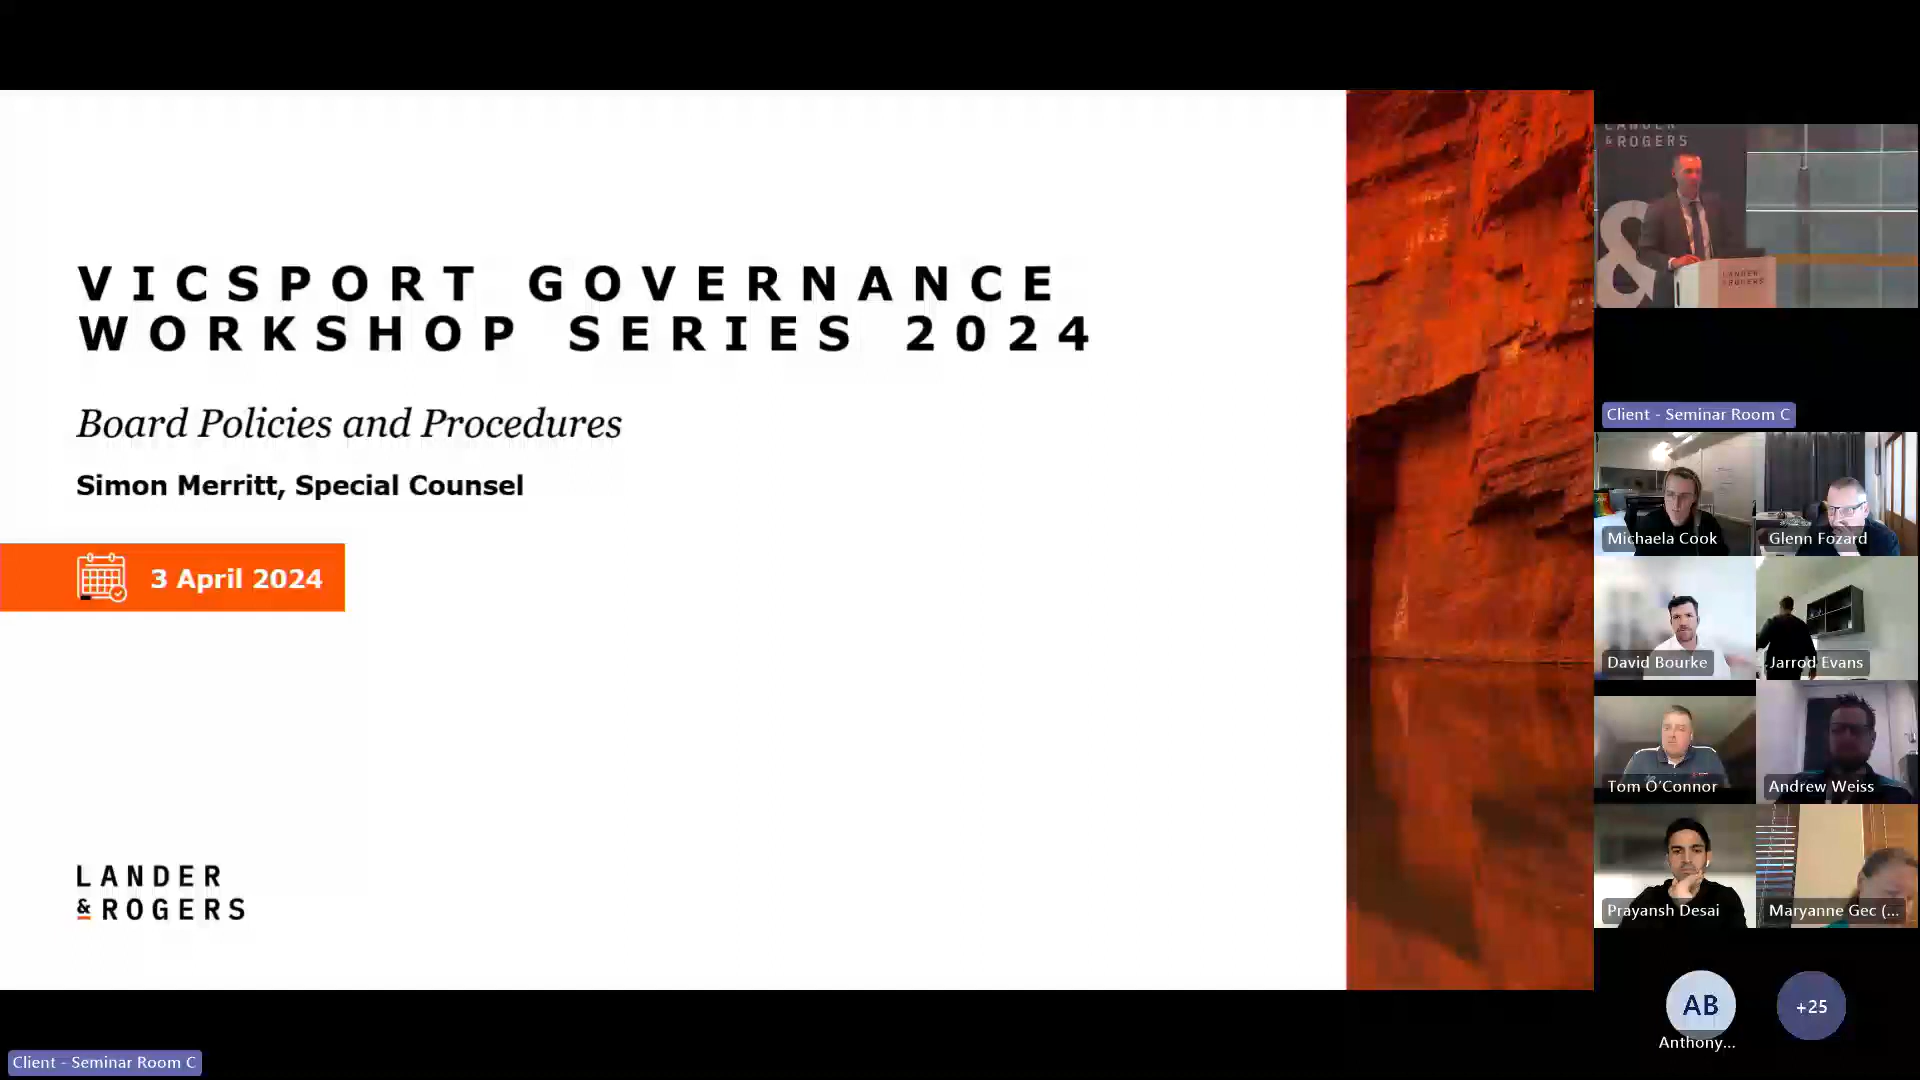 VICSPORT GOVERNANCE
WORKSHOP SERIES 2024
Board Policies and Procedures
Simon Merritt, Special Counsel
3 April 2024
LANDER
& ROGERS
Client - Seminar Room C
LANDER
& ROGERS
&
LANDER
& ROGERS
Client - Seminar Room C
Michaela Cook
Glenn Fozard
David Bourke
Jarrod Evans
Tom O'Connor
Andrew Weiss
Prayansh Desai
Maryanne Gec (...
AB
Anthony...
+25